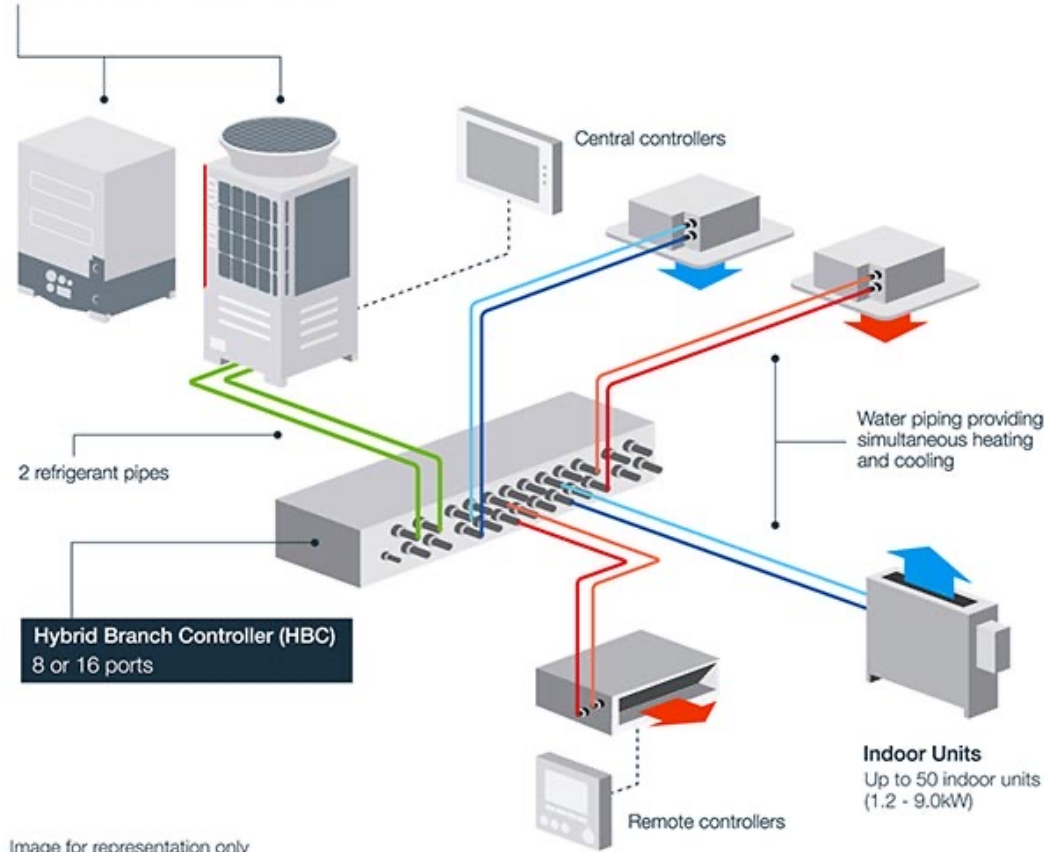 Central controllers
2 refrigerant pipes
Water piping providing
simultaneous heating
and cooling
Hybrid Branch Controller (HBC)
8 or 16 ports
Indoor Units
Up to 50 indoor units
(1.2 - 9.0kW)
Remote controllers
Image for representation only